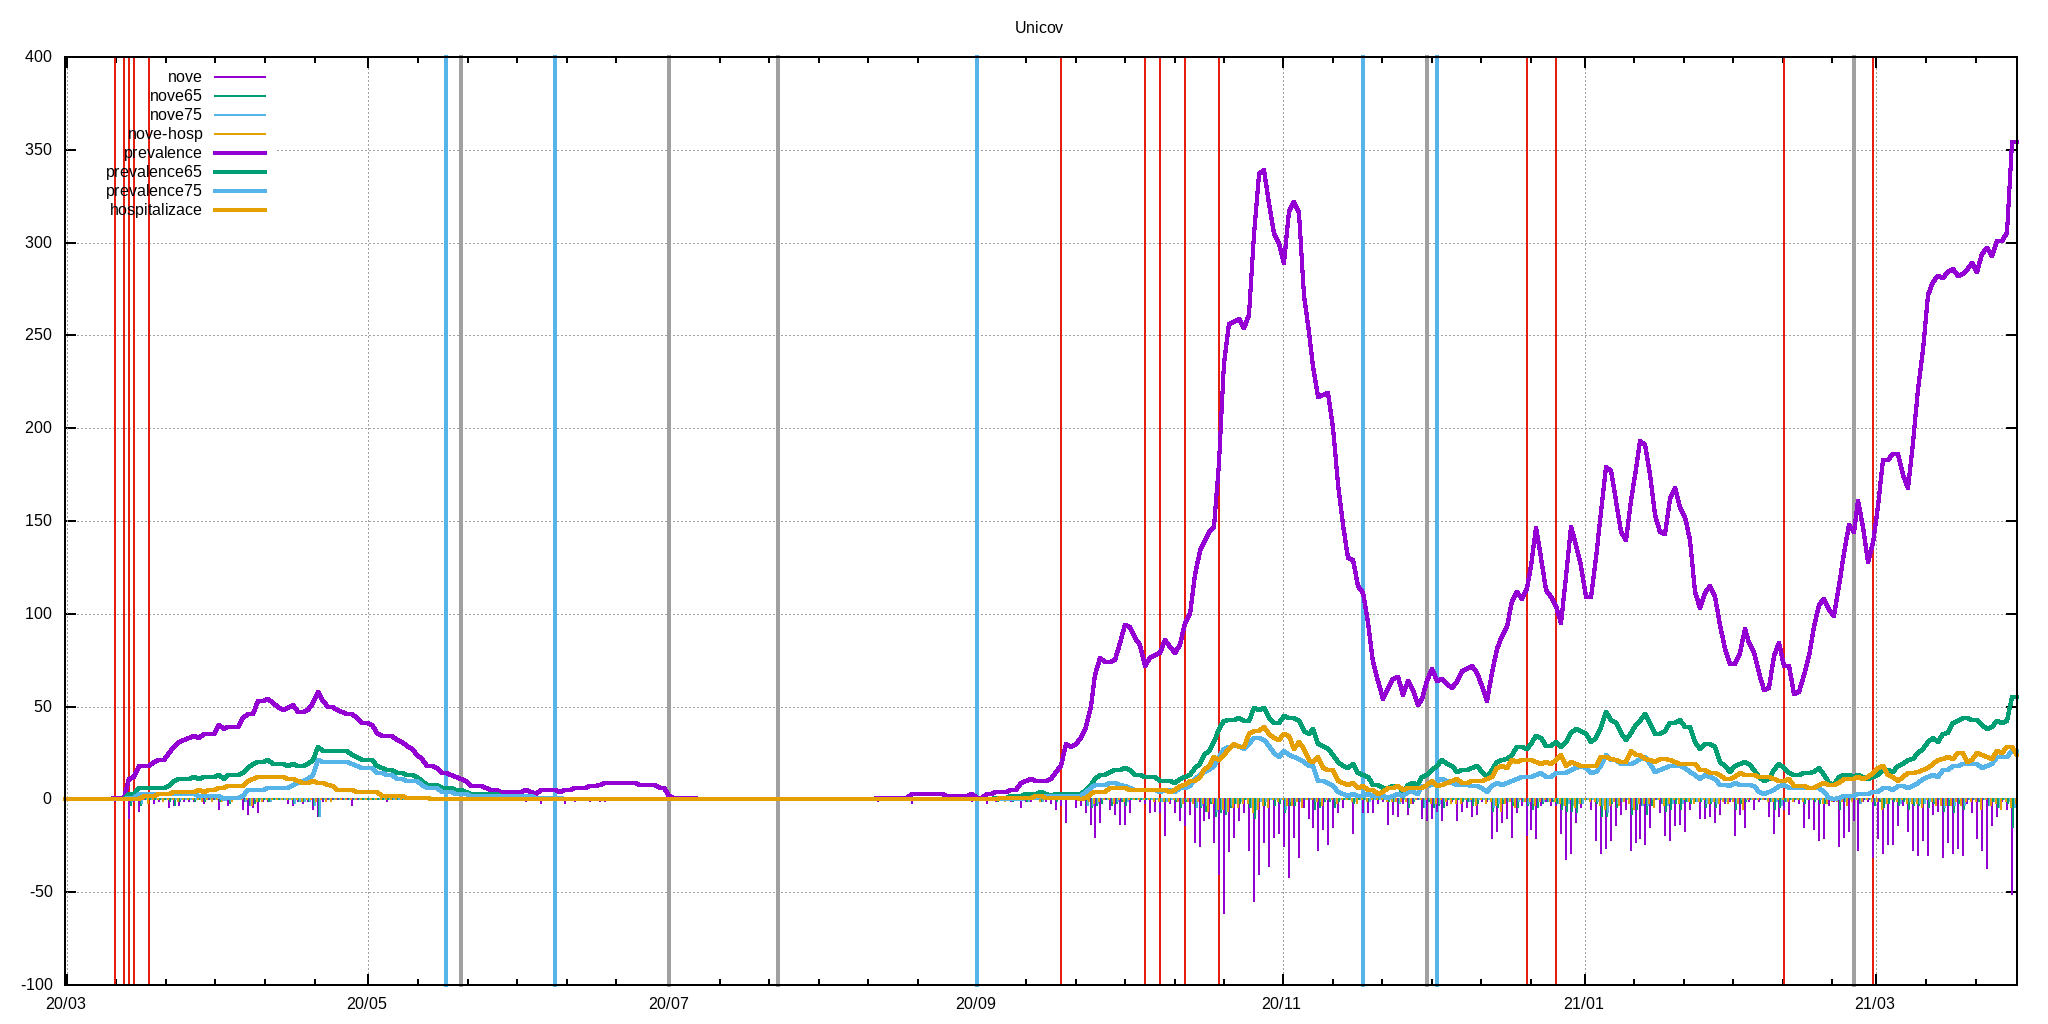 Unicov
400
350
300
250
200
150
100
50
0
-50
-100
nove
nove65
nove75
nove-hosp
prevalence
prevalence65
prevalence75
hospitalizace
20/03 20/05 20/07 20/09 20/11 21/01 21/03